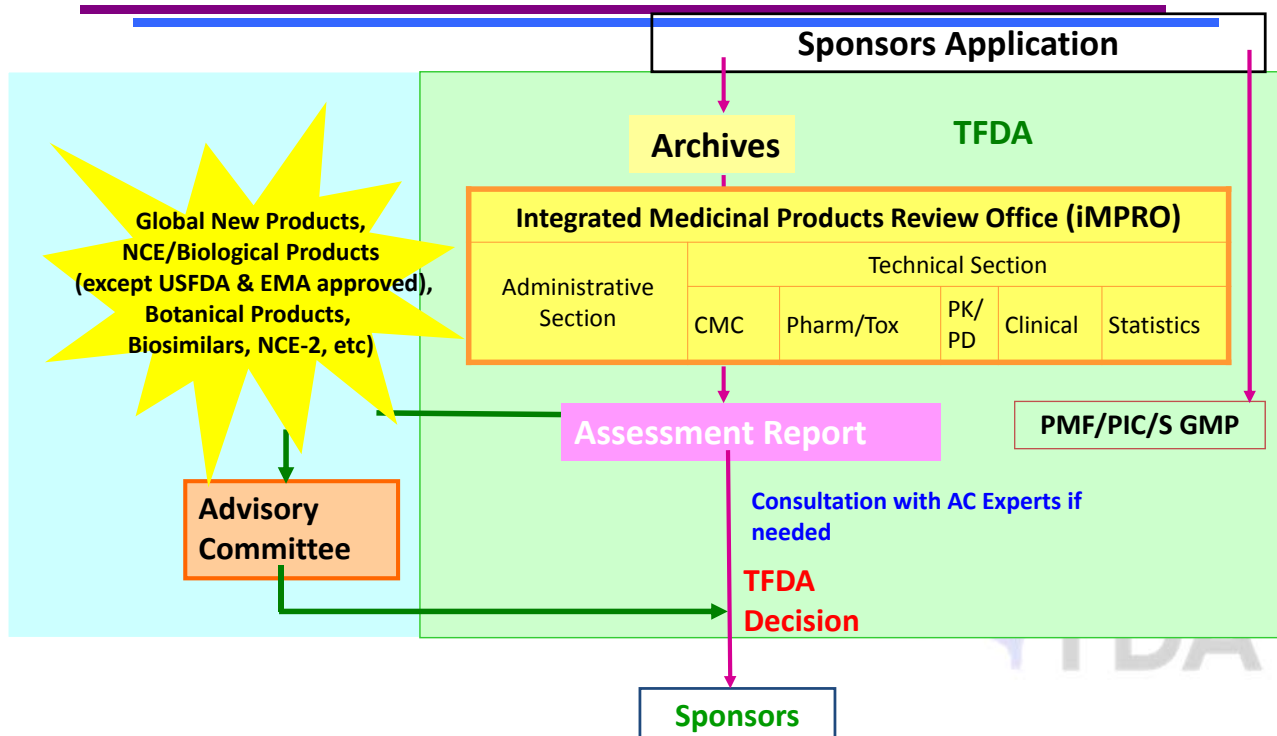 Sponsors Application
TFDA
Archives
Global New Products,
NCE/Biological Products
(except USFDA & EMA approved),
Botanical Products,
Biosimilars, NCE-2, etc)
Integrated Medicinal Products Review Office (iMPRO)
Administrative
Section
Technical Section
CMC
Pharm/Tox
PK/
PD
Clinical
Statistics
Assessment Report
PMF/PIC/S GMP
Advisory
Committee
Consultation with AC Experts if
needed
TFDA
Decision
Sponsors